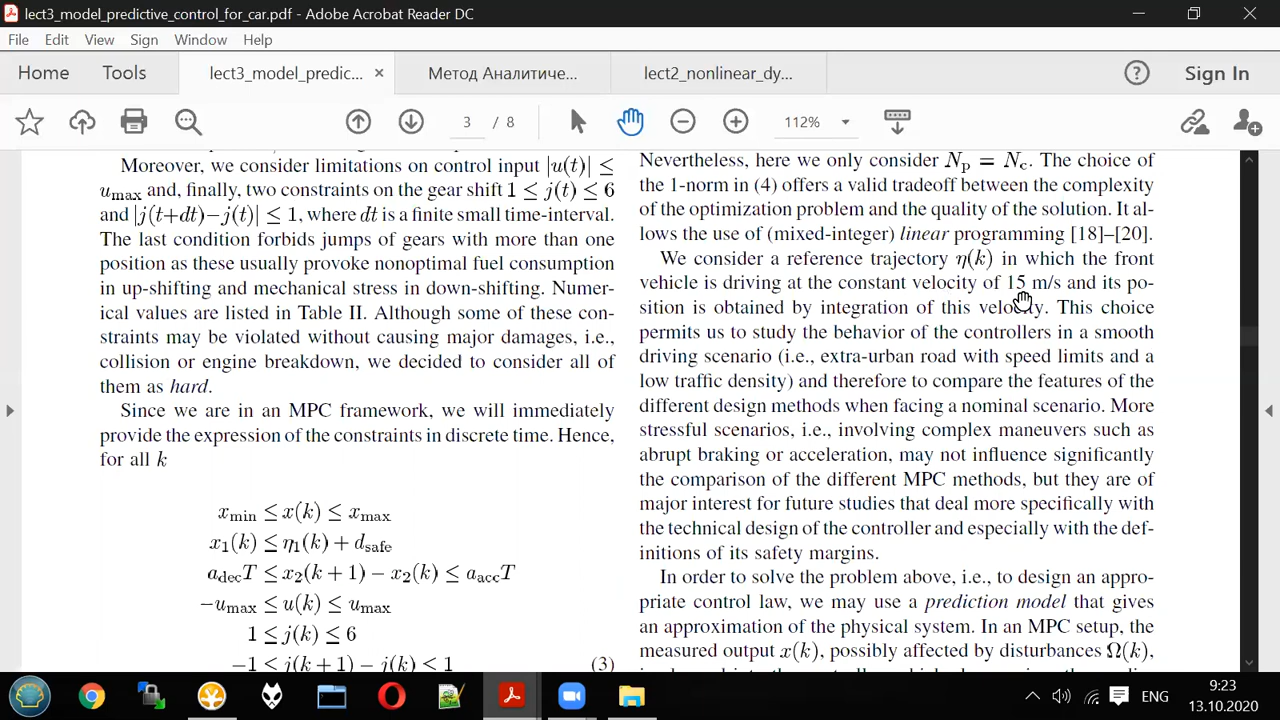 lect3_model_predictive_control_for_car.pdf - Adobe Acrobat Reader DC
File Edit View Sign Window Help
Home Tools lect3_model_predic... × Метод Аналитиче... lect2_nonlinear_dy... Sign In
3 / 8 112%
Moreover, we consider limitations on control input |u(t)| ≤
u_max and, finally, two constraints on the gear shift 1 ≤ j(t) ≤ 6
and |j(t+dt)−j(t)| ≤ 1, where dt is a finite small time-interval.
The last condition forbids jumps of gears with more than one
position as these usually provoke nonoptimal fuel consumption
in up-shifting and mechanical stress in down-shifting. Numer-
ical values are listed in Table II. Although some of these con-
straints may be violated without causing major damages, i.e.,
collision or engine breakdown, we decided to consider all of
them as hard.
Since we are in an MPC framework, we will immediately
provide the expression of the constraints in discrete time. Hence,
for all k
x_min ≤ x(k) ≤ x_max
x_1(k) ≤ η_1(k) + d_safe
a_dec T ≤ x_2(k+1) − x_2(k) ≤ a_acc T
−u_max ≤ u(k) ≤ u_max
1 ≤ j(k) ≤ 6
−1 ≤ j(k+1) − j(k) ≤ 1 (3)
Nevertheless, here we only consider N_p = N_c. The choice of
the 1-norm in (4) offers a valid tradeoff between the complexity
of the optimization problem and the quality of the solution. It al-
lows the use of (mixed-integer) linear programming [18]–[20].
We consider a reference trajectory η(k) in which the front
vehicle is driving at the constant velocity of 15 m/s and its po-
sition is obtained by integration of this velocity. This choice
permits us to study the behavior of the controllers in a smooth
driving scenario (i.e., extra-urban road with speed limits and a
low traffic density) and therefore to compare the features of the
different design methods when facing a nominal scenario. More
stressful scenarios, i.e., involving complex maneuvers such as
abrupt braking or acceleration, may not influence significantly
the comparison of the different MPC methods, but they are of
major interest for future studies that deal more specifically with
the technical design of the controller and especially with the def-
initions of its safety margins.
In order to solve the problem above, i.e., to design an appro-
priate control law, we may use a prediction model that gives
an approximation of the physical system. In an MPC setup, the
measured output x(k), possibly affected by disturbances Ω(k),
ENG 9:23
13.10.2020